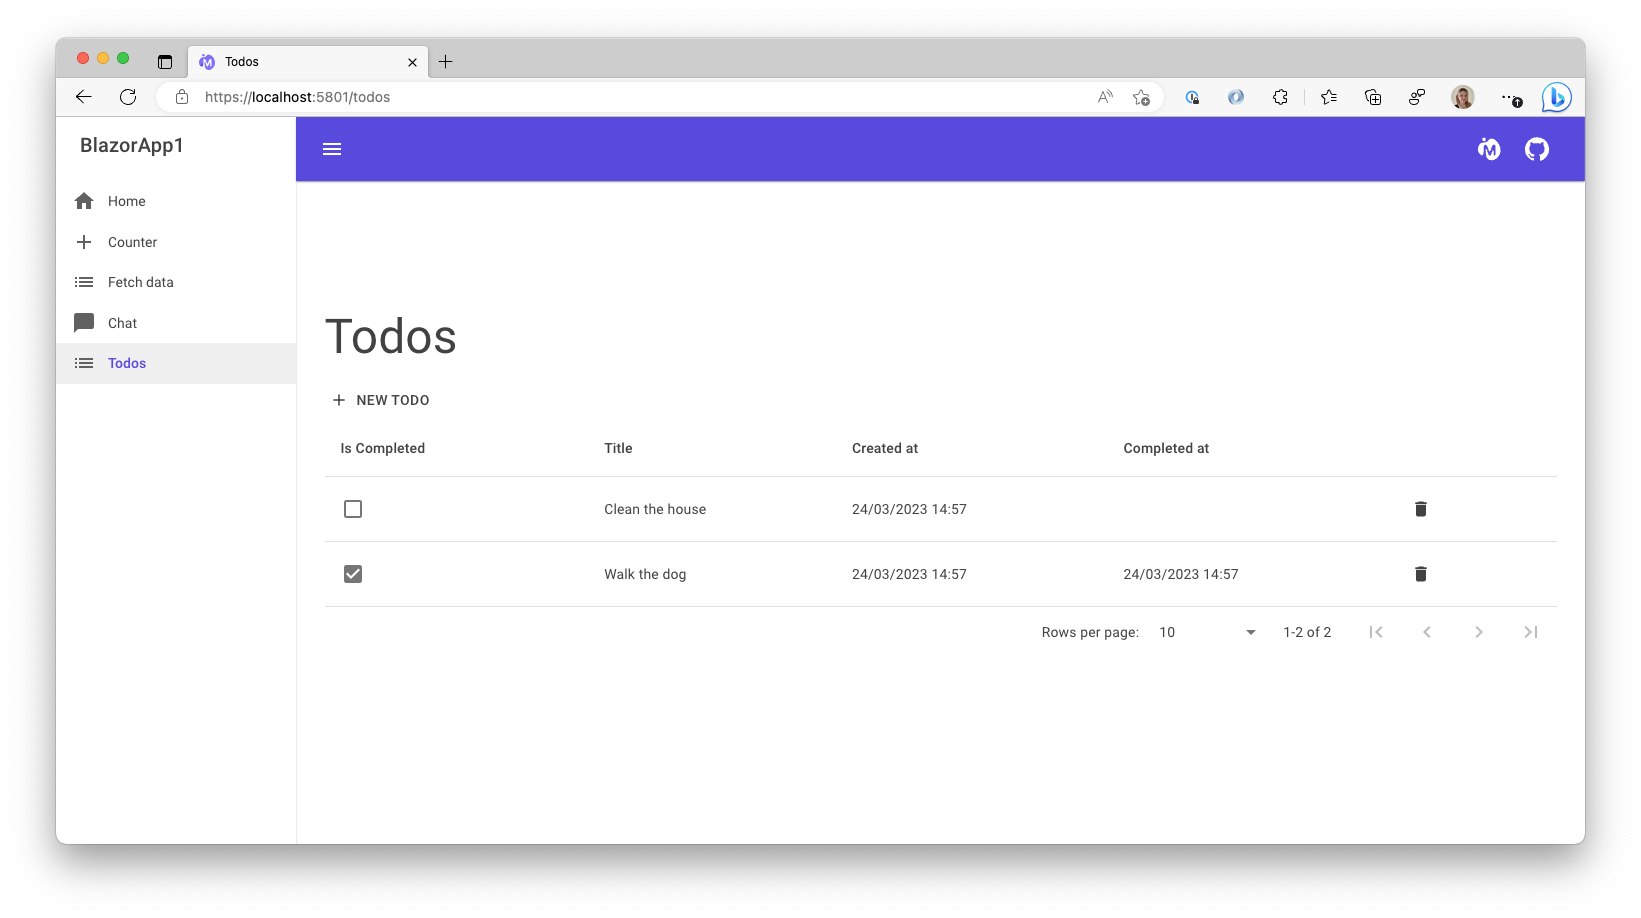 Todos
https://localhost:5801/todos
BlazorApp1
Home
Counter
Fetch data
Chat
Todos
Todos
NEW TODO
Is Completed Title Created at Completed at
Clean the house 24/03/2023 14:57
Walk the dog 24/03/2023 14:57 24/03/2023 14:57
Rows per page: 10 1-2 of 2